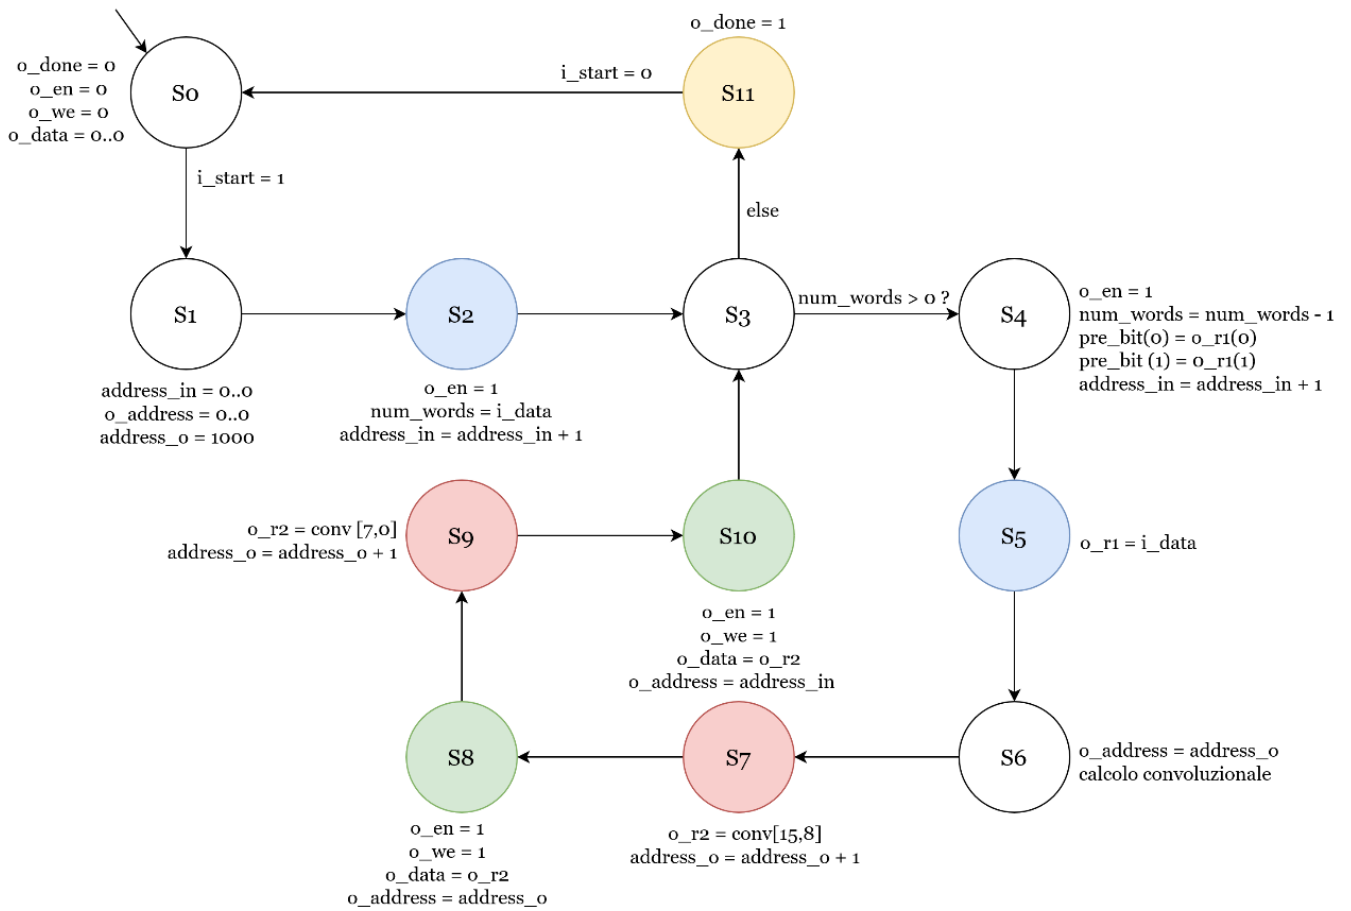 o_done = 1
o_done = 0
o_en = 0
o_we = 0
o_data = 0..0
S0
i_start = 0
S11
i_start = 1
else
S1
S2
S3
num_words > 0 ?
S4
o_en = 1
num_words = num_words - 1
pre_bit(0) = o_r1(0)
pre_bit (1) = 0_r1(1)
address_in = address_in + 1
address_in = 0..0
o_address = 0..0
address_o = 1000
o_en = 1
num_words = i_data
address_in = address_in + 1
o_r2 = conv [7,0]
address_o = address_o + 1
S9
S10
S5
o_r1 = i_data
o_en = 1
o_we = 1
o_data = o_r2
o_address = address_in
S8
S7
S6
o_address = address_o
calcolo convoluzionale
o_en = 1
o_we = 1
o_data = o_r2
o_address = address_o
o_r2 = conv[15,8]
address_o = address_o + 1